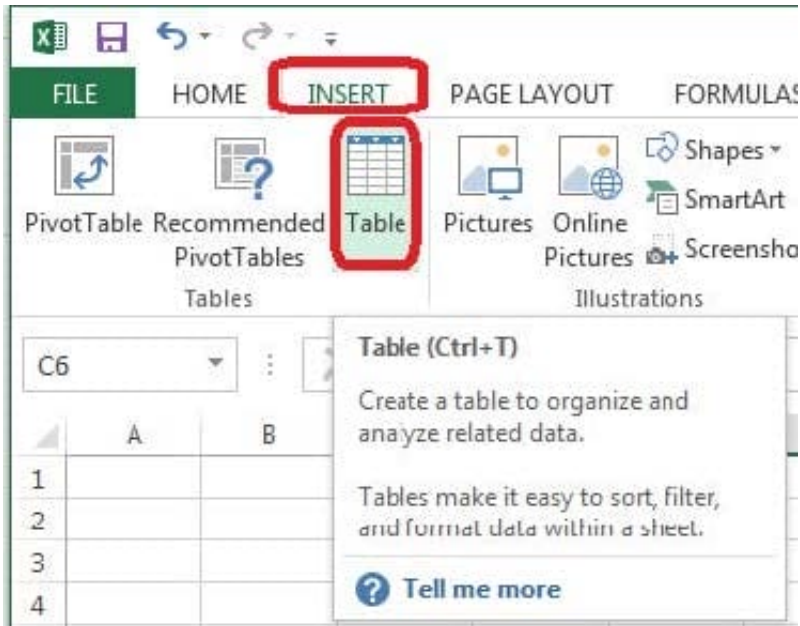 FILE HOME INSERT PAGE LAYOUT FORMULAS
PivotTable Recommended PivotTables Table Pictures Online Pictures Shapes SmartArt
Tables Illustrations
C6
Table (Ctrl+T)
Create a table to organize and
analyze related data.
Tables make it easy to sort, filter,
and format data within a sheet.
Tell me more
A B
1
2
3
4